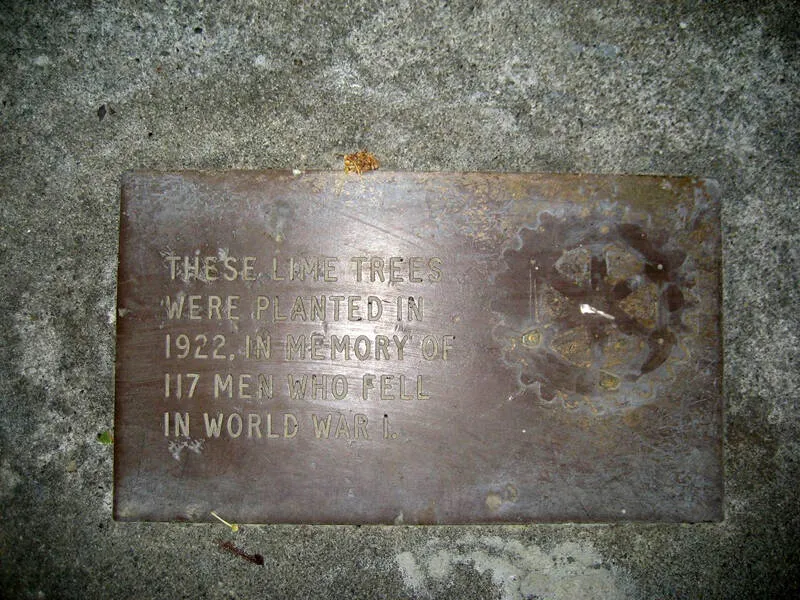 THESE LIME TREES
WERE PLANTED IN
1922, IN MEMORY OF
117 MEN WHO FELL
IN WORLD WAR I.